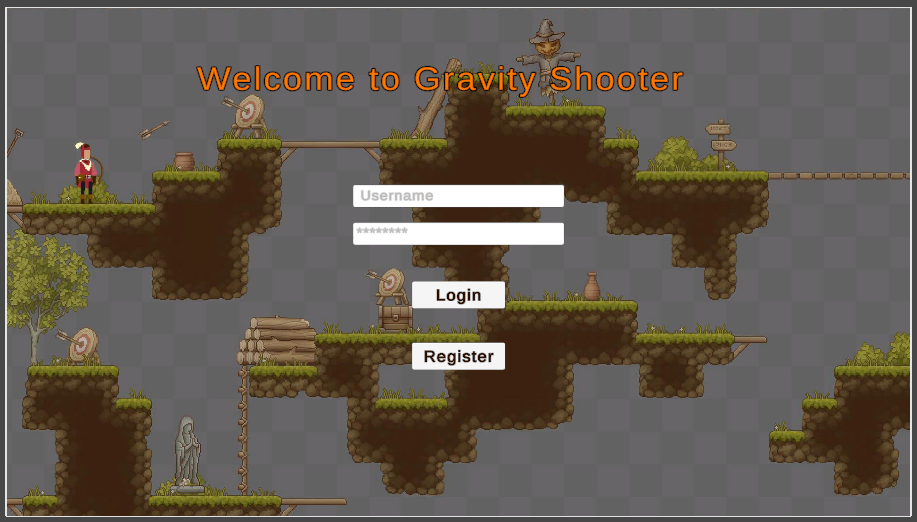 Welcome to Gravity Shooter
Username
********
Login
Register